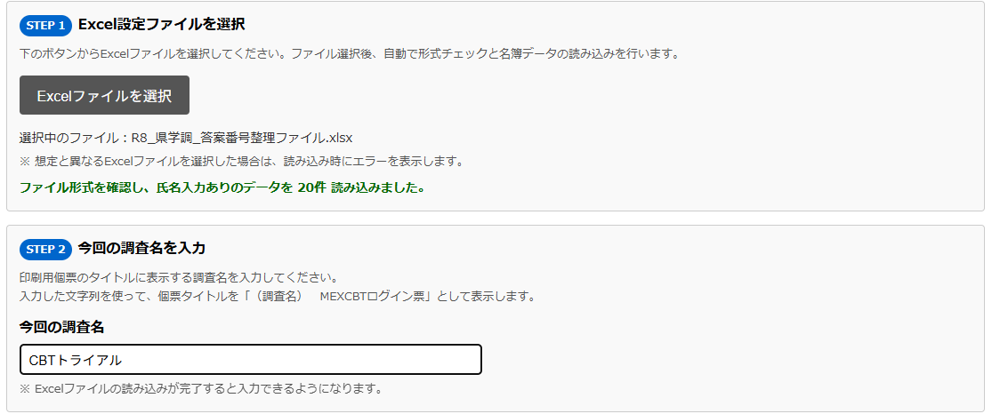 STEP 1 Excel設定ファイルを選択
下のボタンからExcelファイルを選択してください。ファイル選択後、自動で形式チェックと名簿データの読み込みを行います。
Excelファイルを選択
選択中のファイル：R8_県学調_答案番号整理ファイル.xlsx
※ 想定と異なるExcelファイルを選択した場合は、読み込み時にエラーを表示します。
ファイル形式を確認し、氏名入力ありのデータを 20件 読み込みました。
STEP 2 今回の調査名を入力
印刷用個票のタイトルに表示する調査名を入力してください。
入力した文字列を使って、個票タイトルを「（調査名）　MEXCBTログイン票」として表示します。
今回の調査名
CBTトライアル
※ Excelファイルの読み込みが完了すると入力できるようになります。